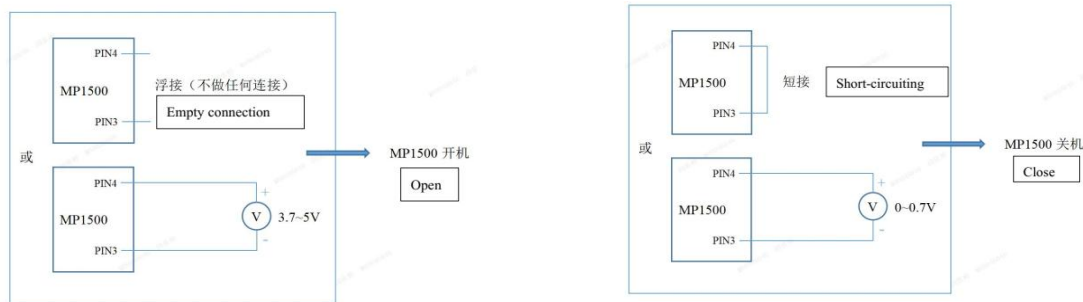 PIN4
MP1500
PIN3
浮接（不做任何连接）
Empty connection
或
PIN4
MP1500
PIN3
+
V
-
3.7~5V
MP1500 开机
Open
PIN4
MP1500
PIN3
短接
Short-circuiting
或
PIN4
MP1500
PIN3
+
V
-
0~0.7V
MP1500 关机
Close